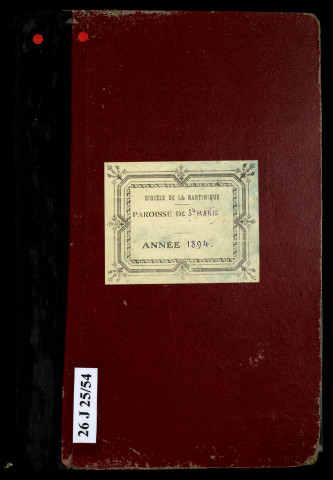 DIOCÈSE DE LA MARTINIQUE
PAROISSE DE Ste MARIE
ANNÉE 1894.
26 J 25/54